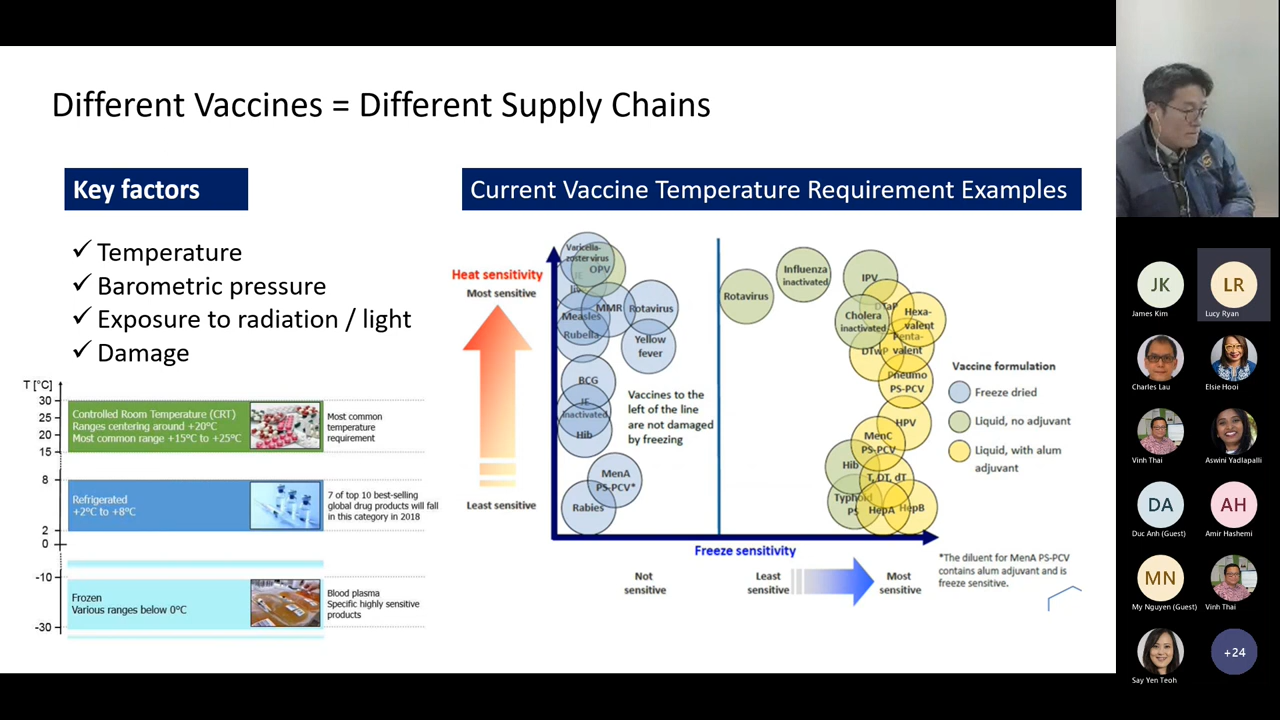 Different Vaccines = Different Supply Chains
Key factors
✓ Temperature
✓ Barometric pressure
✓ Exposure to radiation / light
✓ Damage
T [°C]
30
25
20
15
8
2
0
-10
-30
Controlled Room Temperature (CRT)
Ranges centering around +20°C
Most common range +15°C to +25°C
Most common
temperature
requirement
Refrigerated
+2°C to +8°C
7 of top 10 best-selling
global drug products will fall
in this category in 2018
Frozen
Various ranges below 0°C
Blood plasma
Specific highly sensitive
products
Current Vaccine Temperature Requirement Examples
Heat sensitivity
Most sensitive
Least sensitive
Varicella-
zoster virus
OPV
JE
Measles
MMR
Rotavirus
Rubella
Yellow
fever
BCG
JE
inactivated
Hib
MenA
PS-PCV*
Rabies
Vaccines to the
left of the line
are not damaged
by freezing
Rotavirus
Influenza
inactivated
IPV
DTaP
Cholera
inactivated
Hexa-
valent
Penta-
valent
DTwP
Pneumo
PS-PCV
HPV
MenC
PS-PCV
Hib
T, DT, dT
Typhoid
PS
HepA
HepB
Freeze sensitivity
Not
sensitive
Least
sensitive
Most
sensitive
Vaccine formulation
Freeze dried
Liquid, no adjuvant
Liquid, with alum
adjuvant
*The diluent for MenA PS-PCV
contains alum adjuvant and is
freeze sensitive.
JK
James Kim
LR
Lucy Ryan
Charles Lau
Elsie Hooi
Vinh Thai
Aswini Yadlapalli
DA
Duc Anh (Guest)
AH
Amir Hashemi
MN
My Nguyen (Guest)
Vinh Thai
Say Yen Teoh
+24